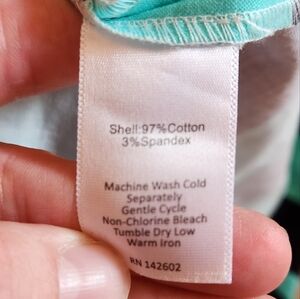 Shell:97%Cotton
3%Spandex
Machine Wash Cold
Separately
Gentle Cycle
Non-Chlorine Bleach
Tumble Dry Low
Warm Iron
RN 142602